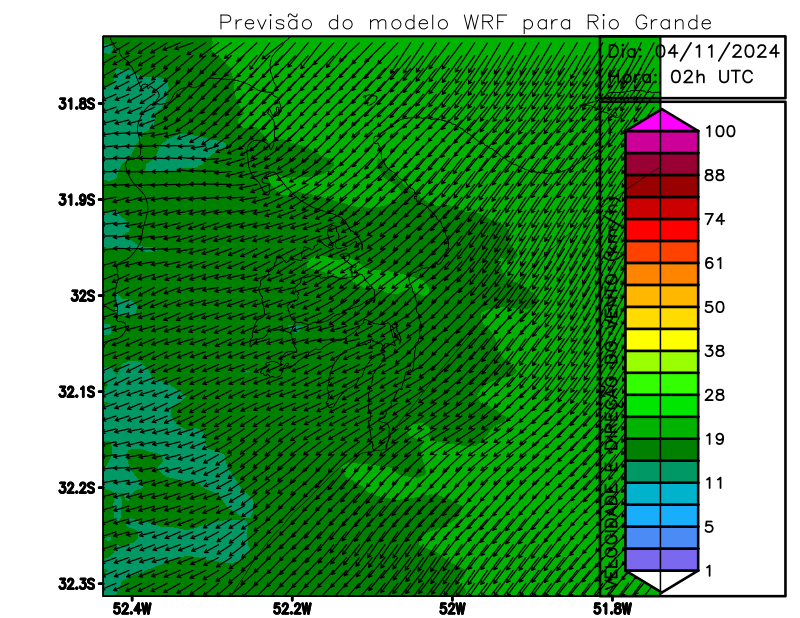 Previsão do modelo WRF para Rio Grande
Dia: 04/11/2024
Hora: 02h UTC
31.8S
31.9S
32S
32.1S
32.2S
32.3S
52.4W
52.2W
52W
51.8W
VELOCIDADE E DIREÇÃO DO VENTO (km/h)
100
88
74
61
50
38
28
19
11
5
1